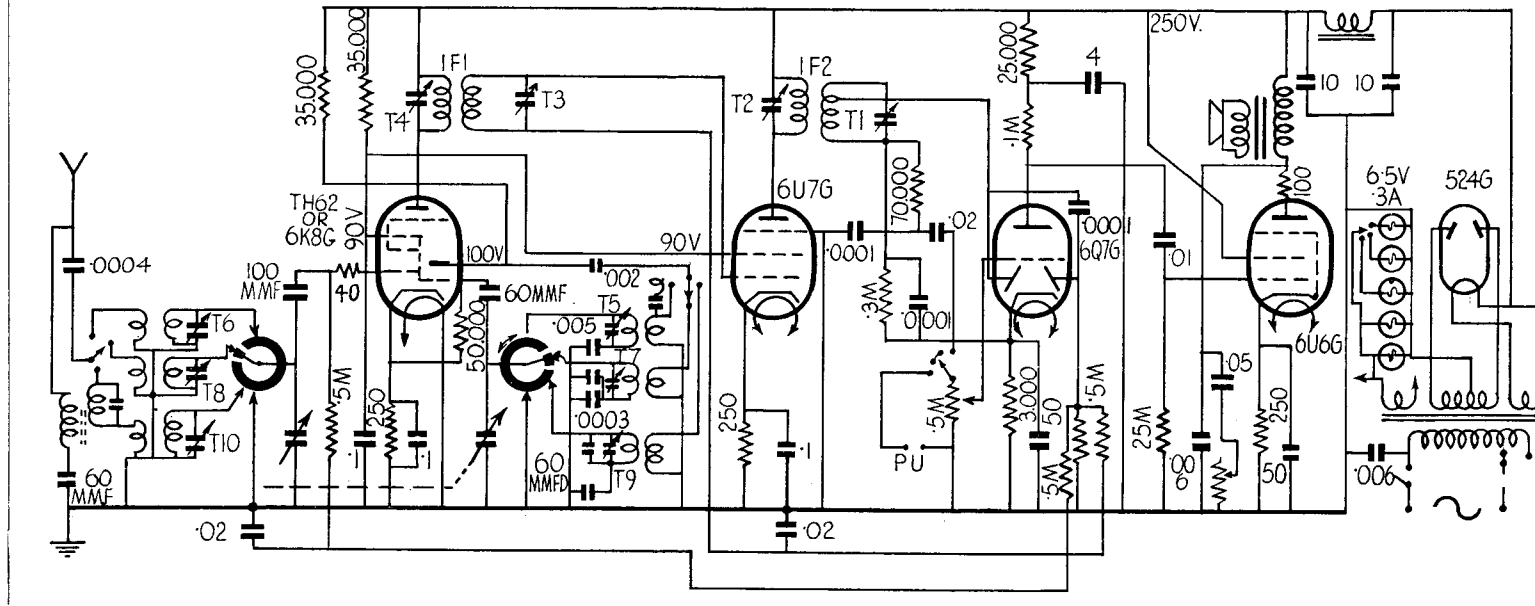 35.000
35.000
1F1
T4
T3
1F2
T2
T1
25.000
4
.1M
250V.
10
10
100
6.5V
.3A
524G
TH62
OR
6K8G
90V
100V
6U7G
90V
70.000
.02
.0001
.0001
6Q7G
.01
6U6G
.0004
100
MMF
40
60MMF
50.000
.002
T5
.005
T7
.0003
60
MMFD
T9
.3M
.0001
T6
T8
T10
60
MMF
.5M
250
.1
.1
250
.1
.5M
PU
3.000
50
.5M
.5M
.25M
.00
6
.05
250
50
.006
.02
.02